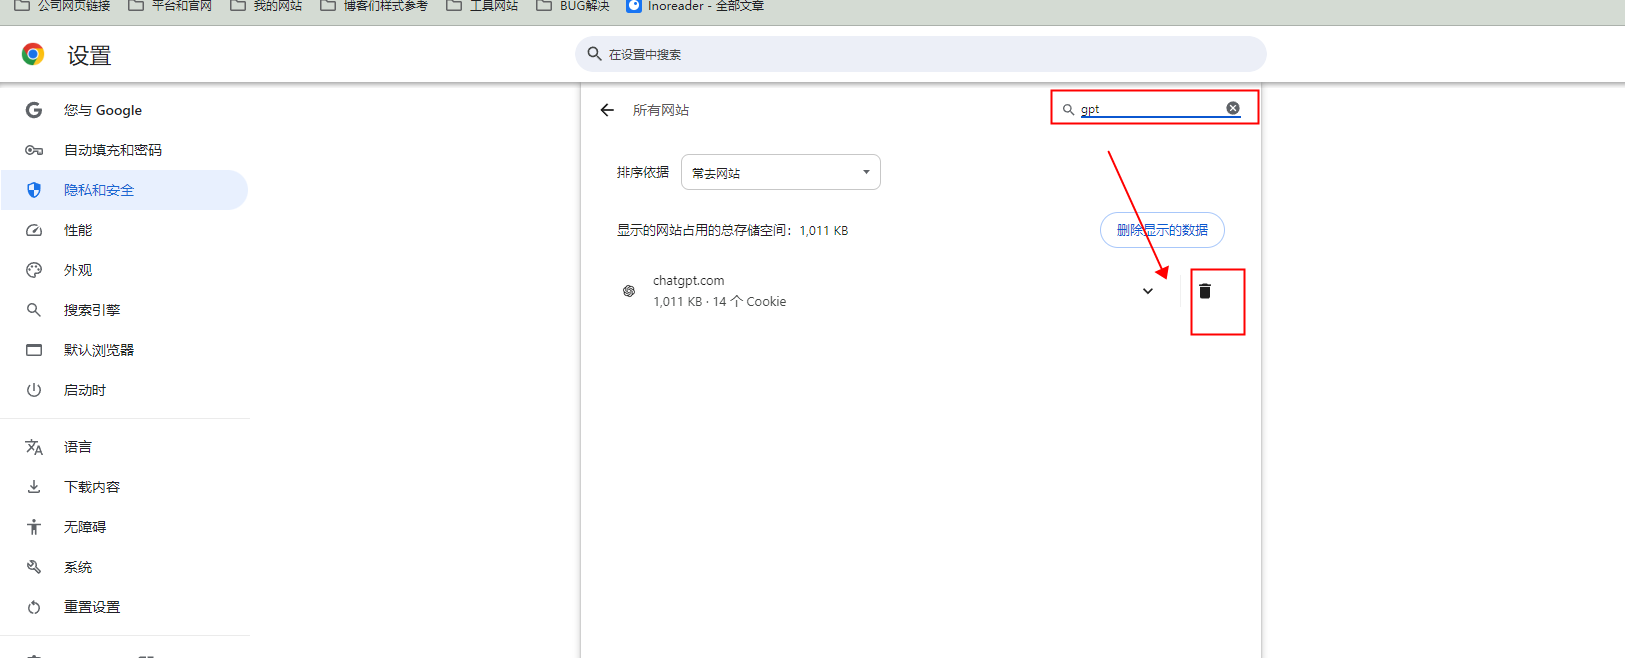 公司网页链接
平台和官网
我的网站
博客们样式参考
工具网站
BUG解决
Inoreader - 全部文章
设置
在设置中搜索
您与 Google
自动填充和密码
隐私和安全
性能
外观
搜索引擎
默认浏览器
启动时
语言
下载内容
无障碍
系统
重置设置
所有网站
gpt
排序依据
常去网站
显示的网站占用的总存储空间：1,011 KB
删除显示的数据
chatgpt.com
1,011 KB · 14 个 Cookie